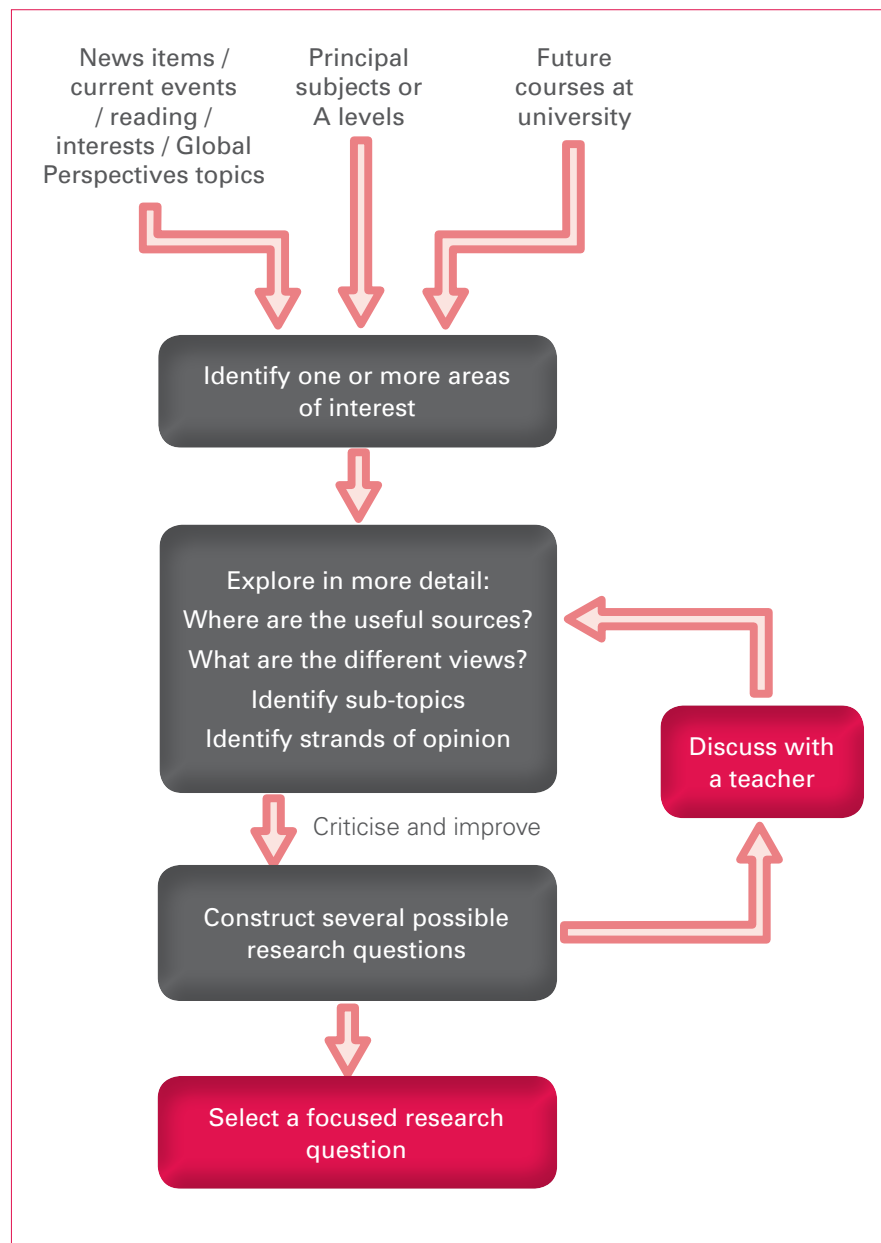 News items /
current events
/ reading /
interests / Global
Perspectives topics
Principal
subjects or
A levels
Future
courses at
university
Identify one or more areas
of interest
Explore in more detail:
Where are the useful sources?
What are the different views?
Identify sub-topics
Identify strands of opinion
Discuss with
a teacher
Criticise and improve
Construct several possible
research questions
Select a focused research
question